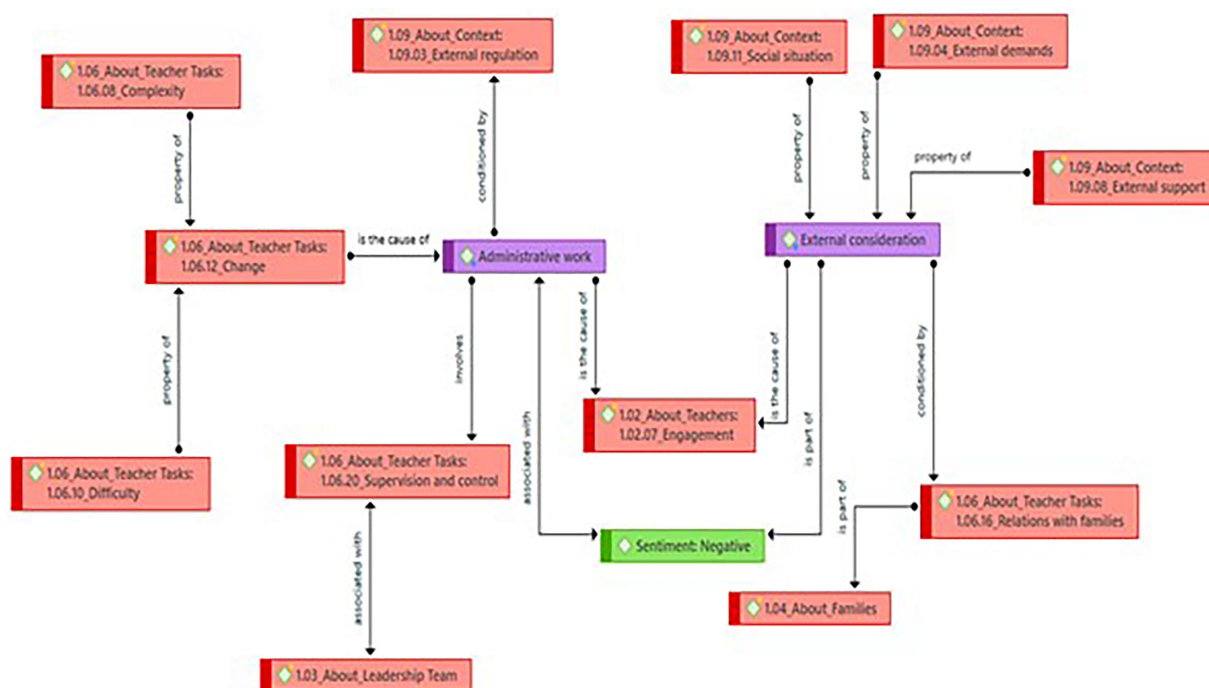 1.09_About_Context:
1.09.03_External regulation
1.09_About_Context:
1.09.11_Social situation
1.09_About_Context:
1.09.04_External demands
1.06_About_Teacher Tasks:
1.06.08_Complexity
property of
conditioned by
property of
property of
property of
1.09_About_Context:
1.09.08_External support
1.06_About_Teacher Tasks:
1.06.12_Change
is the cause of
Administrative work
External consideration
property of
involves
associated with
is the cause of
is the cause of
is part of
conditioned by
1.02_About_Teachers:
1.02.07_Engagement
1.06_About_Teacher Tasks:
1.06.10_Difficulty
1.06_About_Teacher Tasks:
1.06.20_Supervision and control
1.06_About_Teacher Tasks:
1.06.16_Relations with families
is part of
Sentiment: Negative
associated with
1.04_About_Families
1.03_About_Leadership Team